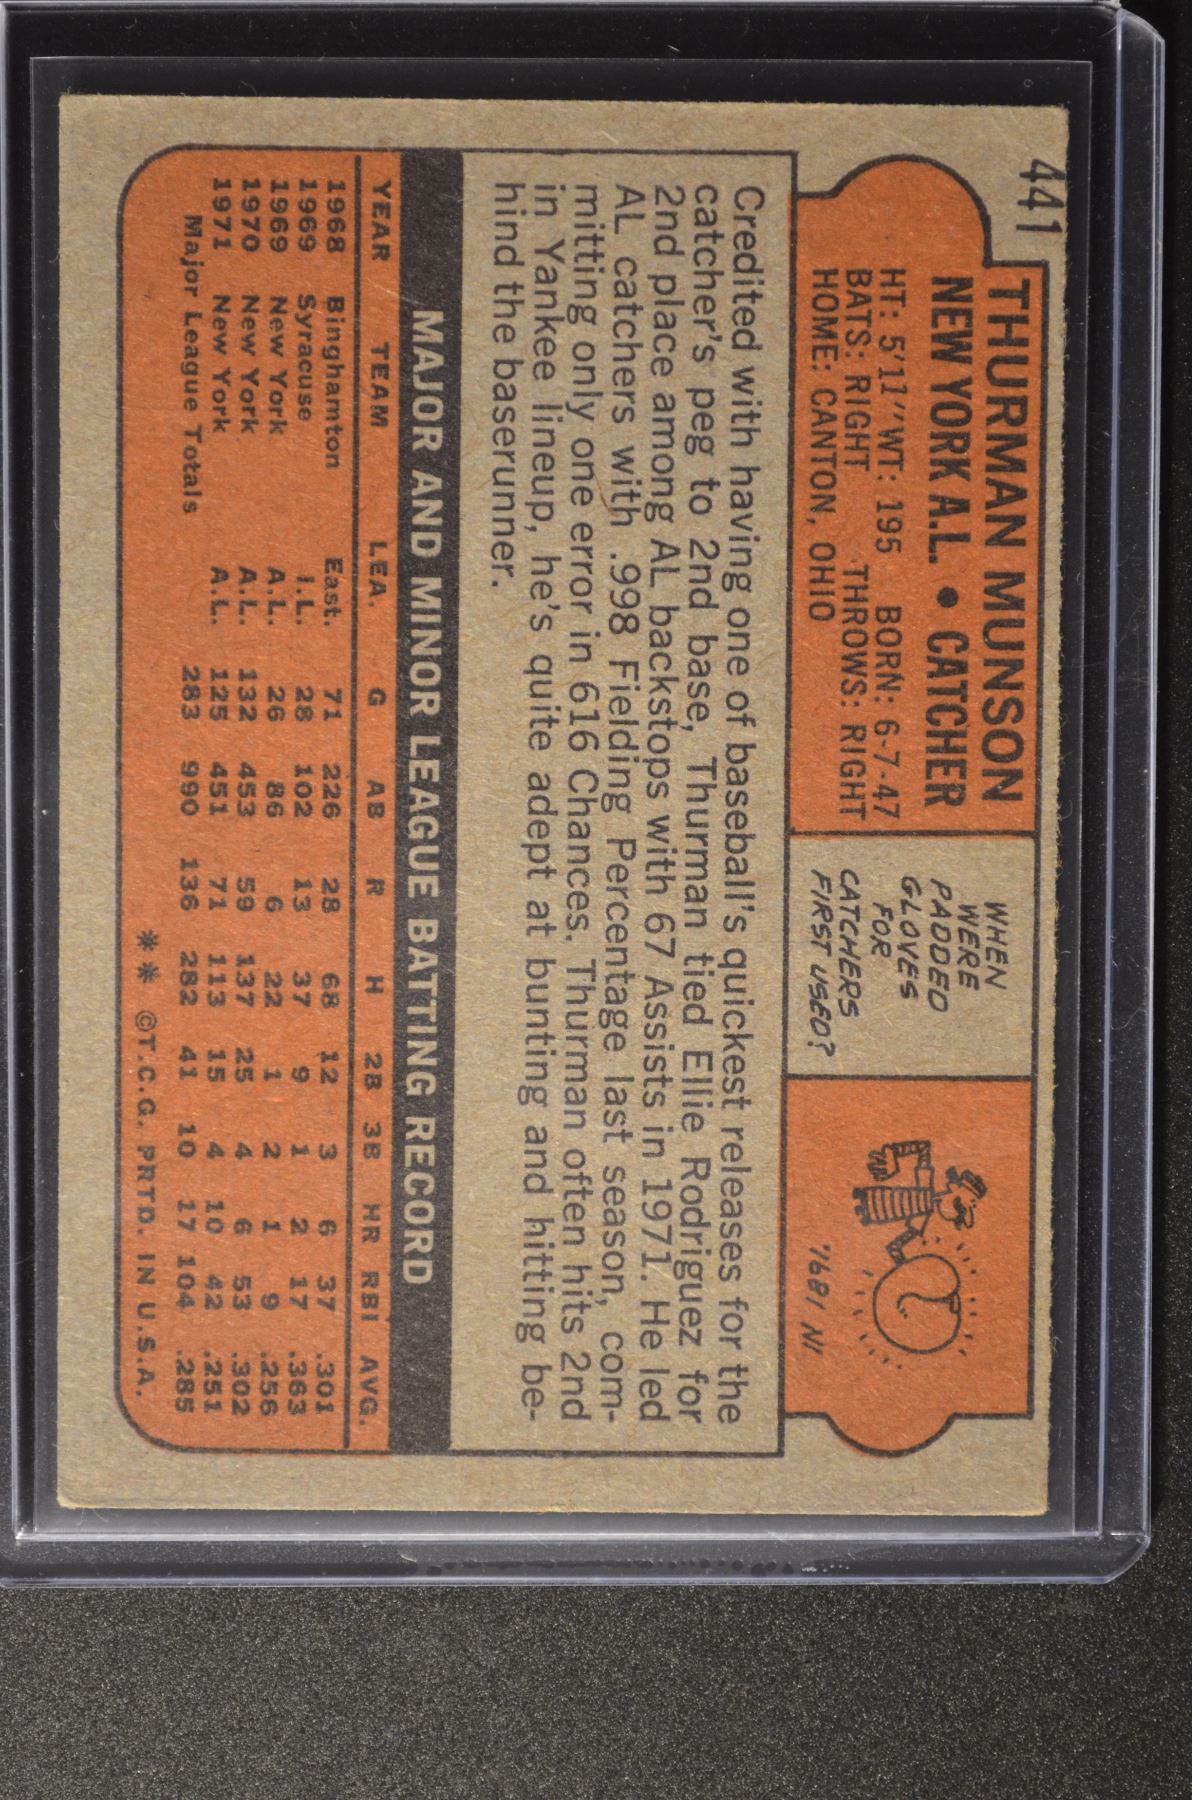 441
THURMAN MUNSON
NEW YORK A.L. • CATCHER
HT: 5'11" WT: 195 BORN: 6-7-47
BATS: RIGHT THROWS: RIGHT
HOME: CANTON, OHIO
WHEN
WERE
PADDED
GLOVES
FOR
CATCHERS
FIRST USED?
IN 1891.
Credited with having one of baseball's quickest releases for the
catcher's peg to 2nd base, Thurman tied Ellie Rodriguez for
2nd place among AL backstops with 67 Assists in 1971. He led
AL catchers with .998 Fielding Percentage last season, com-
mitting only one error in 616 Chances. Thurman often hits 2nd
in Yankee lineup, he's quite adept at bunting and hitting be-
hind the baserunner.
MAJOR AND MINOR LEAGUE BATTING RECORD
YEAR TEAM LEA. G AB R H 2B 3B HR RBI AVG.
1968 Binghamton East. 71 226 28 68 12 3 6 37 .301
1969 Syracuse I.L. 28 102 13 37 9 1 2 17 .363
1969 New York A.L. 26 86 6 22 1 2 1 9 .256
1970 New York A.L. 132 453 59 137 25 4 6 53 .302
1971 New York A.L. 125 451 71 113 15 4 10 42 .251
Major League Totals 283 990 136 282 41 10 17 104 .285
** ©T.C.G. PRTD. IN U.S.A.